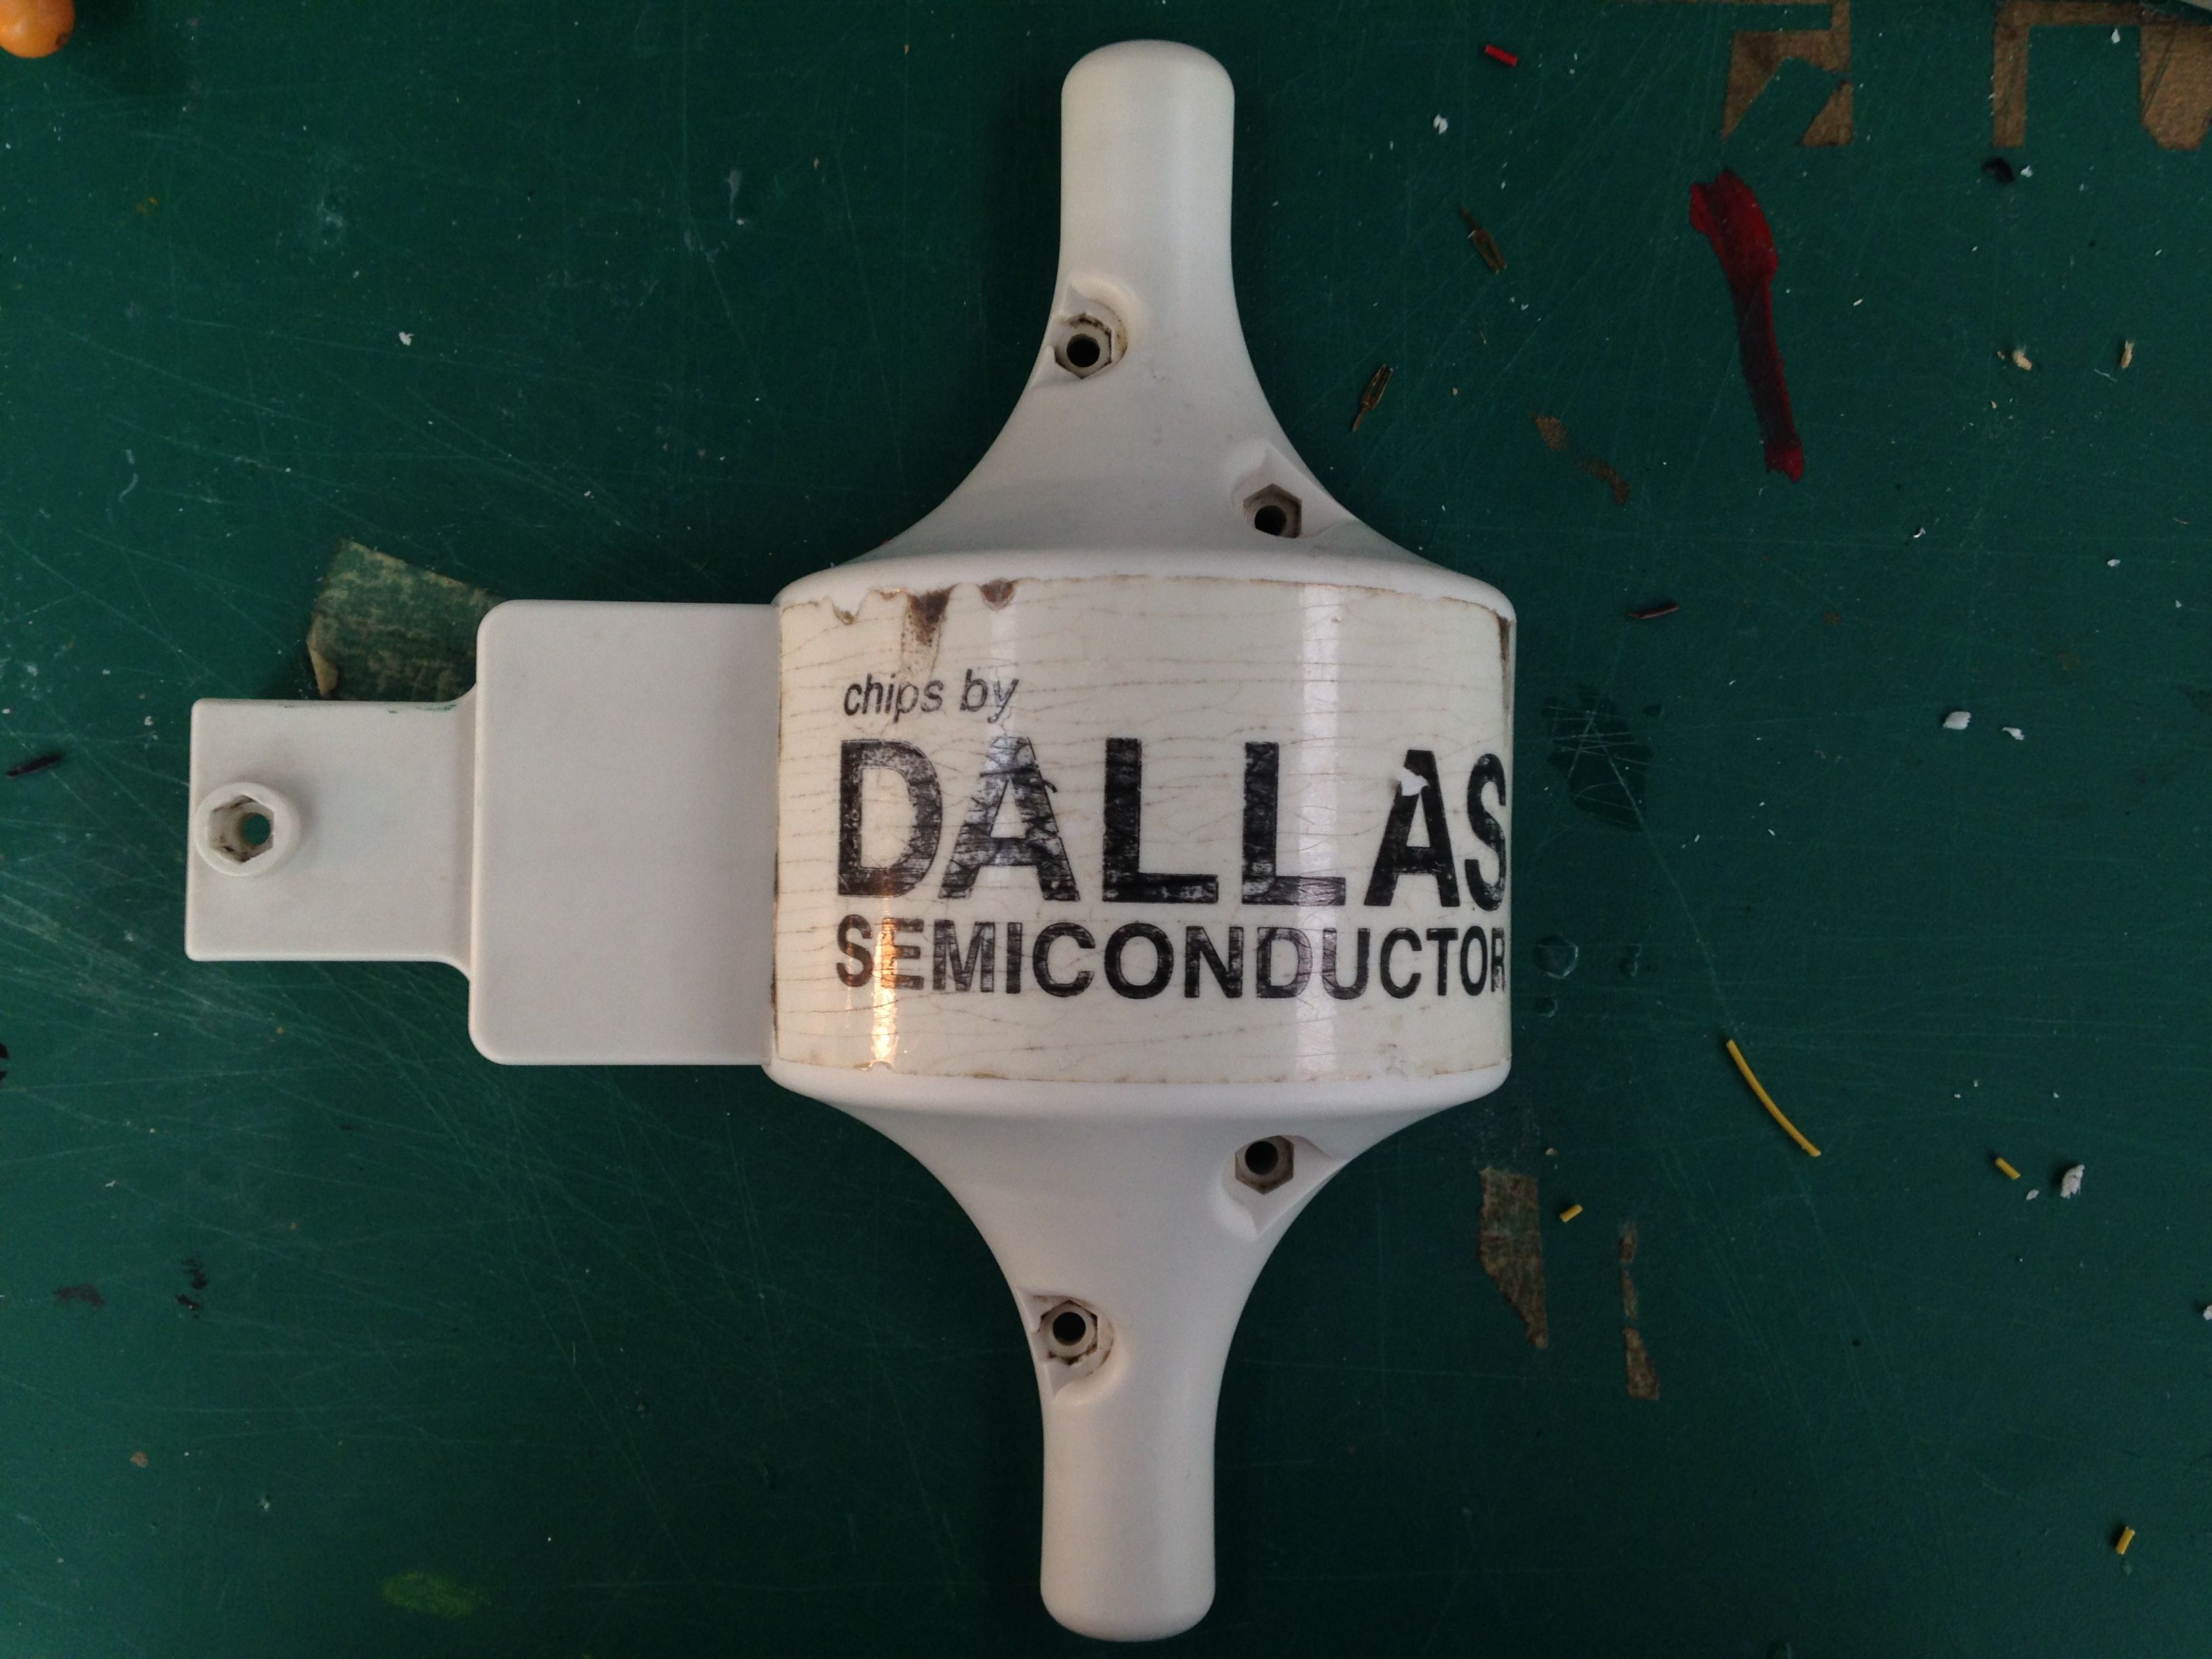 chips by
DALLAS
SEMICONDUCTOR